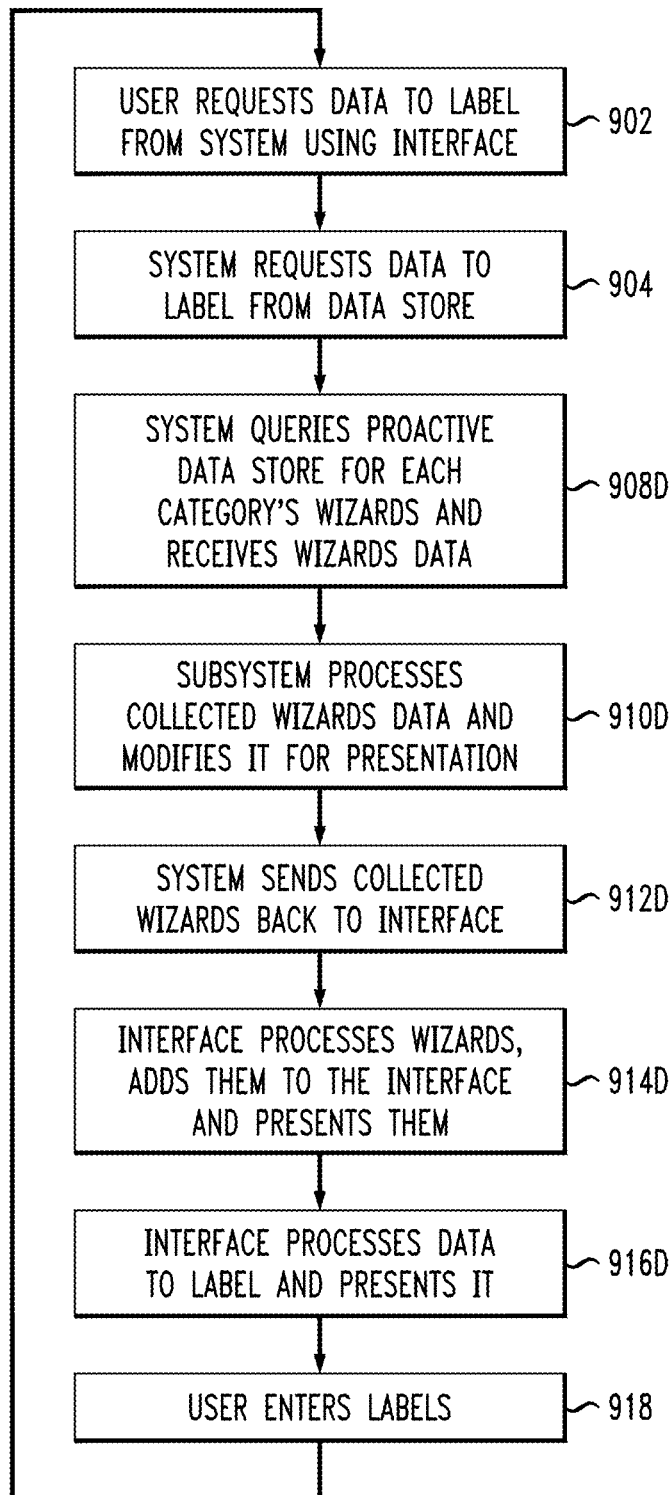 USER REQUESTS DATA TO LABEL
FROM SYSTEM USING INTERFACE
902
SYSTEM REQUESTS DATA TO
LABEL FROM DATA STORE
904
SYSTEM QUERIES PROACTIVE
DATA STORE FOR EACH
CATEGORY'S WIZARDS AND
RECEIVES WIZARDS DATA
908D
SUBSYSTEM PROCESSES
COLLECTED WIZARDS DATA AND
MODIFIES IT FOR PRESENTATION
910D
SYSTEM SENDS COLLECTED
WIZARDS BACK TO INTERFACE
912D
INTERFACE PROCESSES WIZARDS,
ADDS THEM TO THE INTERFACE
AND PRESENTS THEM
914D
INTERFACE PROCESSES DATA
TO LABEL AND PRESENTS IT
916D
USER ENTERS LABELS
918